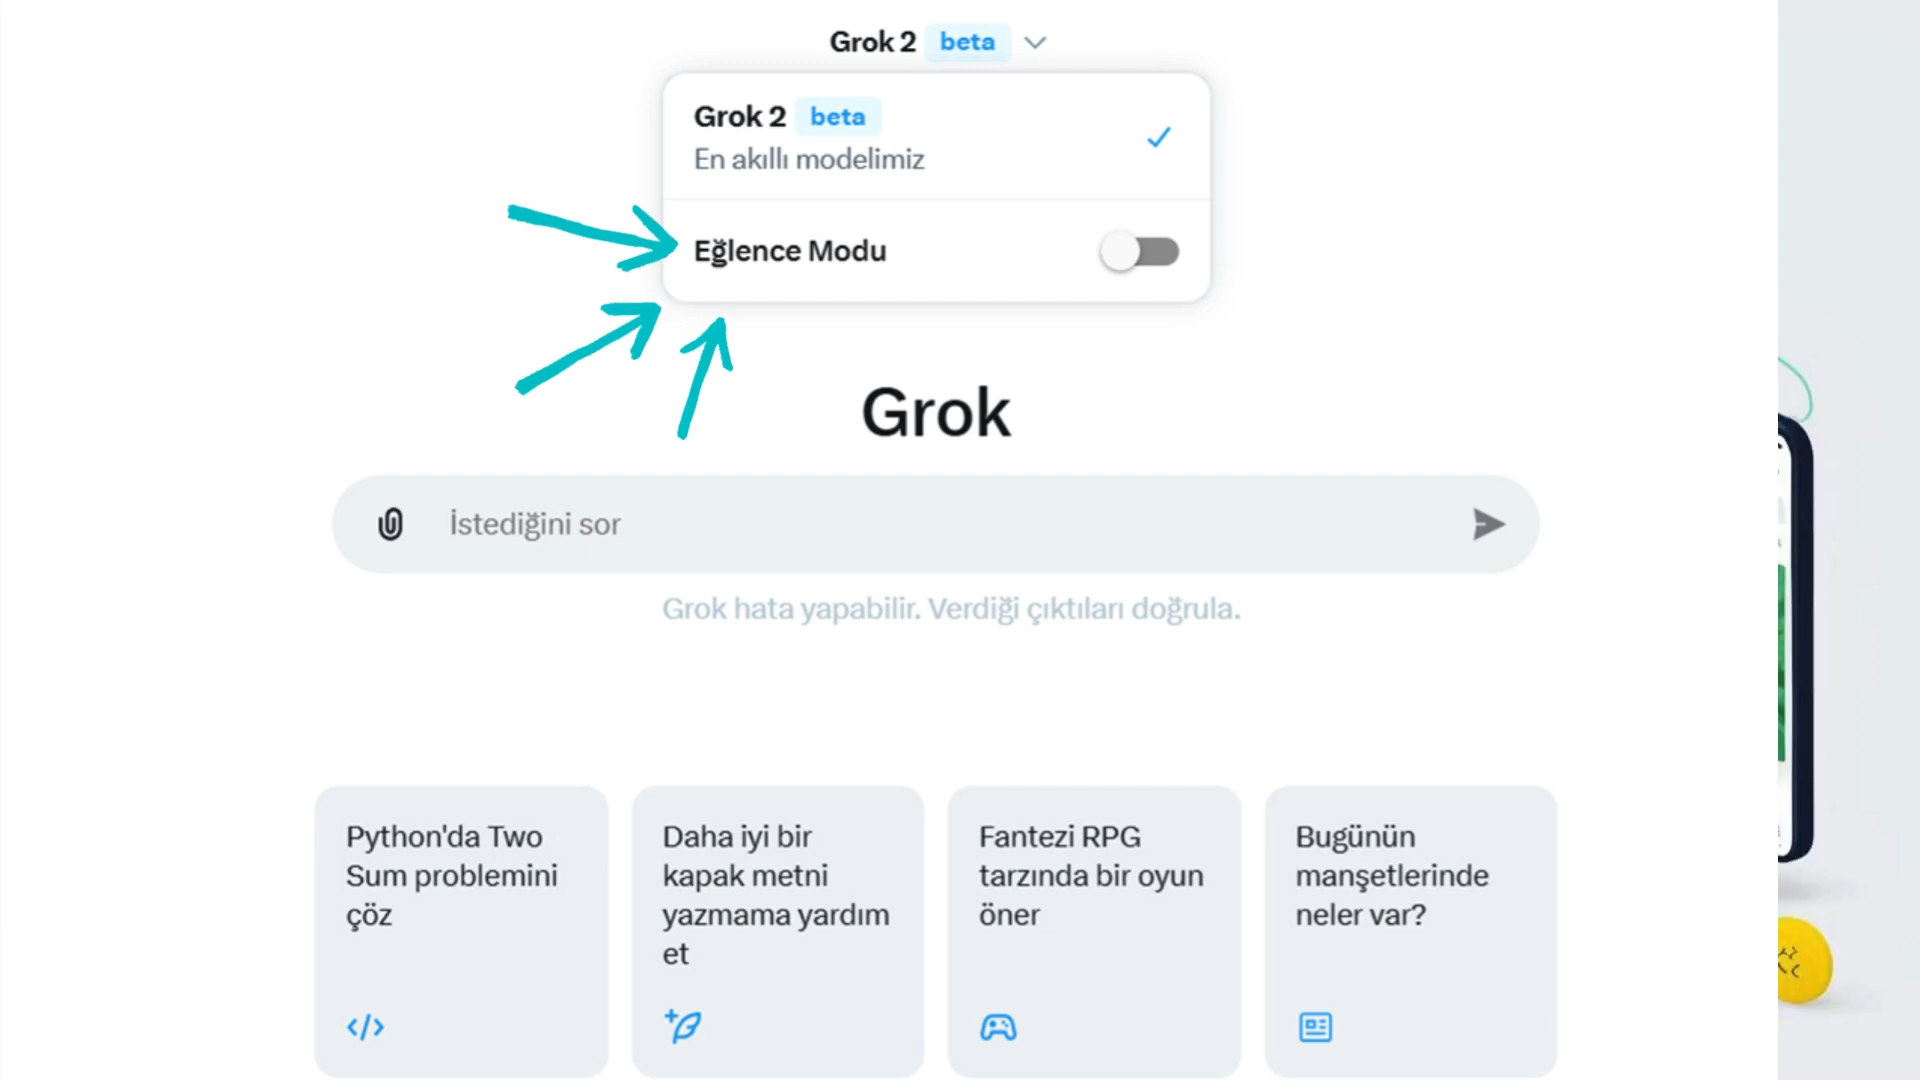 Grok 2 beta
Grok 2 beta
En akıllı modelimiz
Eğlence Modu
Grok
İstediğini sor
Grok hata yapabilir. Verdiği çıktıları doğrula.
Python'da Two
Sum problemini
çöz
Daha iyi bir
kapak metni
yazmama yardım
et
Fantezi RPG
tarzında bir oyun
öner
Bugünün
manşetlerinde
neler var?